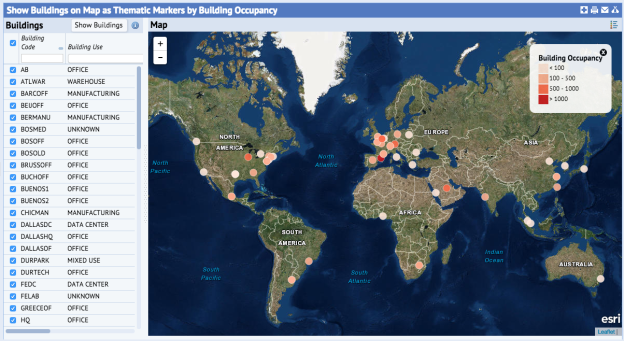 Show Buildings on Map as Thematic Markers by Building Occupancy
Buildings
Show Buildings
Building Code
Building Use
AB OFFICE
ATLWAR WAREHOUSE
BARCOFF MANUFACTURING
BEIJOFF OFFICE
BERMANU MANUFACTURING
BOSMED UNKNOWN
BOSOFF OFFICE
BOSOLD OFFICE
BRUSSOFF OFFICE
BUCHOFF OFFICE
BUENOS1 OFFICE
BUENOS2 OFFICE
CHICMAN MANUFACTURING
DALLASDC DATA CENTER
DALLASHQ OFFICE
DALLASOF OFFICE
DURPARK MIXED USE
DURTECH OFFICE
FEDC DATA CENTER
FELAB UNKNOWN
GREECEOF OFFICE
HQ OFFICE
Map
+
−
Building Occupancy
< 100
100 - 500
500 - 1000
> 1000
NORTH AMERICA
EUROPE
ASIA
North Pacific
North Atlantic
AFRICA
SOUTH AMERICA
Indian Ocean
AUSTRALIA
South Pacific
South Atlantic
esri
Leaflet |